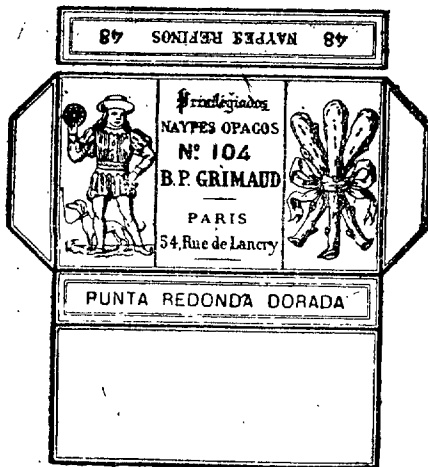 48 NAYPES REFINOS 48
Privilegiados
NAYPES OPACOS
Nº 104
B.P. GRIMAUD
PARIS
54, Rue de Lancry
PUNTA REDONDA DORADA